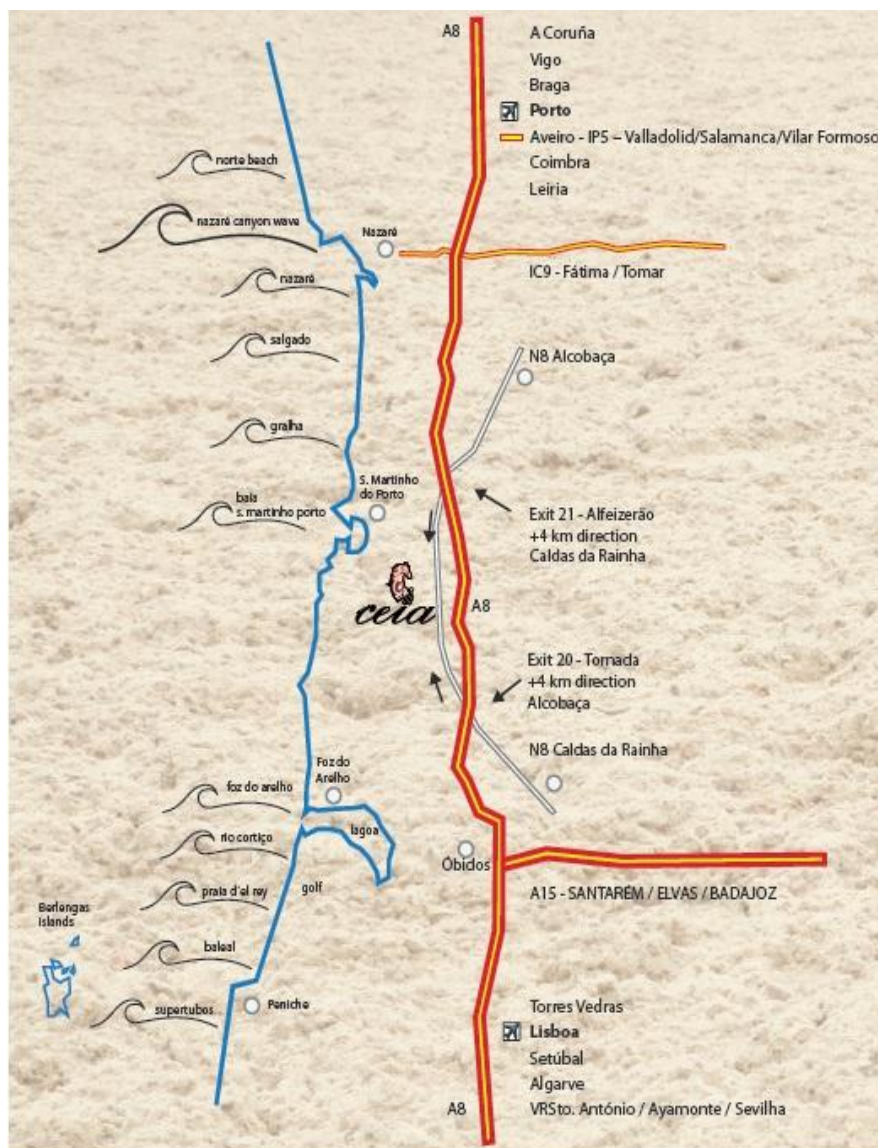 A8
A Coruña
Vigo
Braga
Porto
Aveiro - IP5 – Valladolid/Salamanca/Vilar Formoso
Coimbra
Leiria
norte beach
nazaré canyon wave
Nazaré
nazaré
IC9 - Fátima / Tomar
salgado
N8 Alcobaça
gralha
S. Martinho
do Porto
baia
s. martinho porto
Exit 21 - Alfeizerão
+4 km direction
Caldas da Rainha
ceia
A8
Exit 20 - Tornada
+4 km direction
Alcobaça
N8 Caldas da Rainha
Foz do
Arelho
foz do arelho
lagoa
rio cortiço
Óbidos
praia d'el rey
golf
A15 - SANTARÉM / ELVAS / BADAJOZ
Berlengas
Islands
baleal
Peniche
supertubos
Torres Vedras
Lisboa
Setúbal
Algarve
A8
VRSto. António / Ayamonte / Sevilha